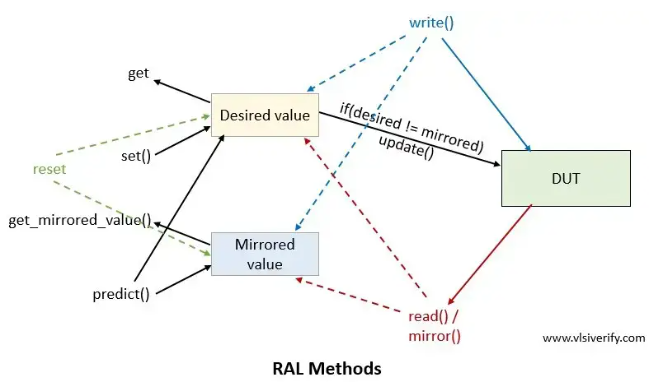 write()
get
Desired value
if(desired != mirrored)
update()
set()
reset
DUT
get_mirrored_value()
Mirrored
value
predict()
read() /
mirror()
www.vlsiverify.com
RAL Methods